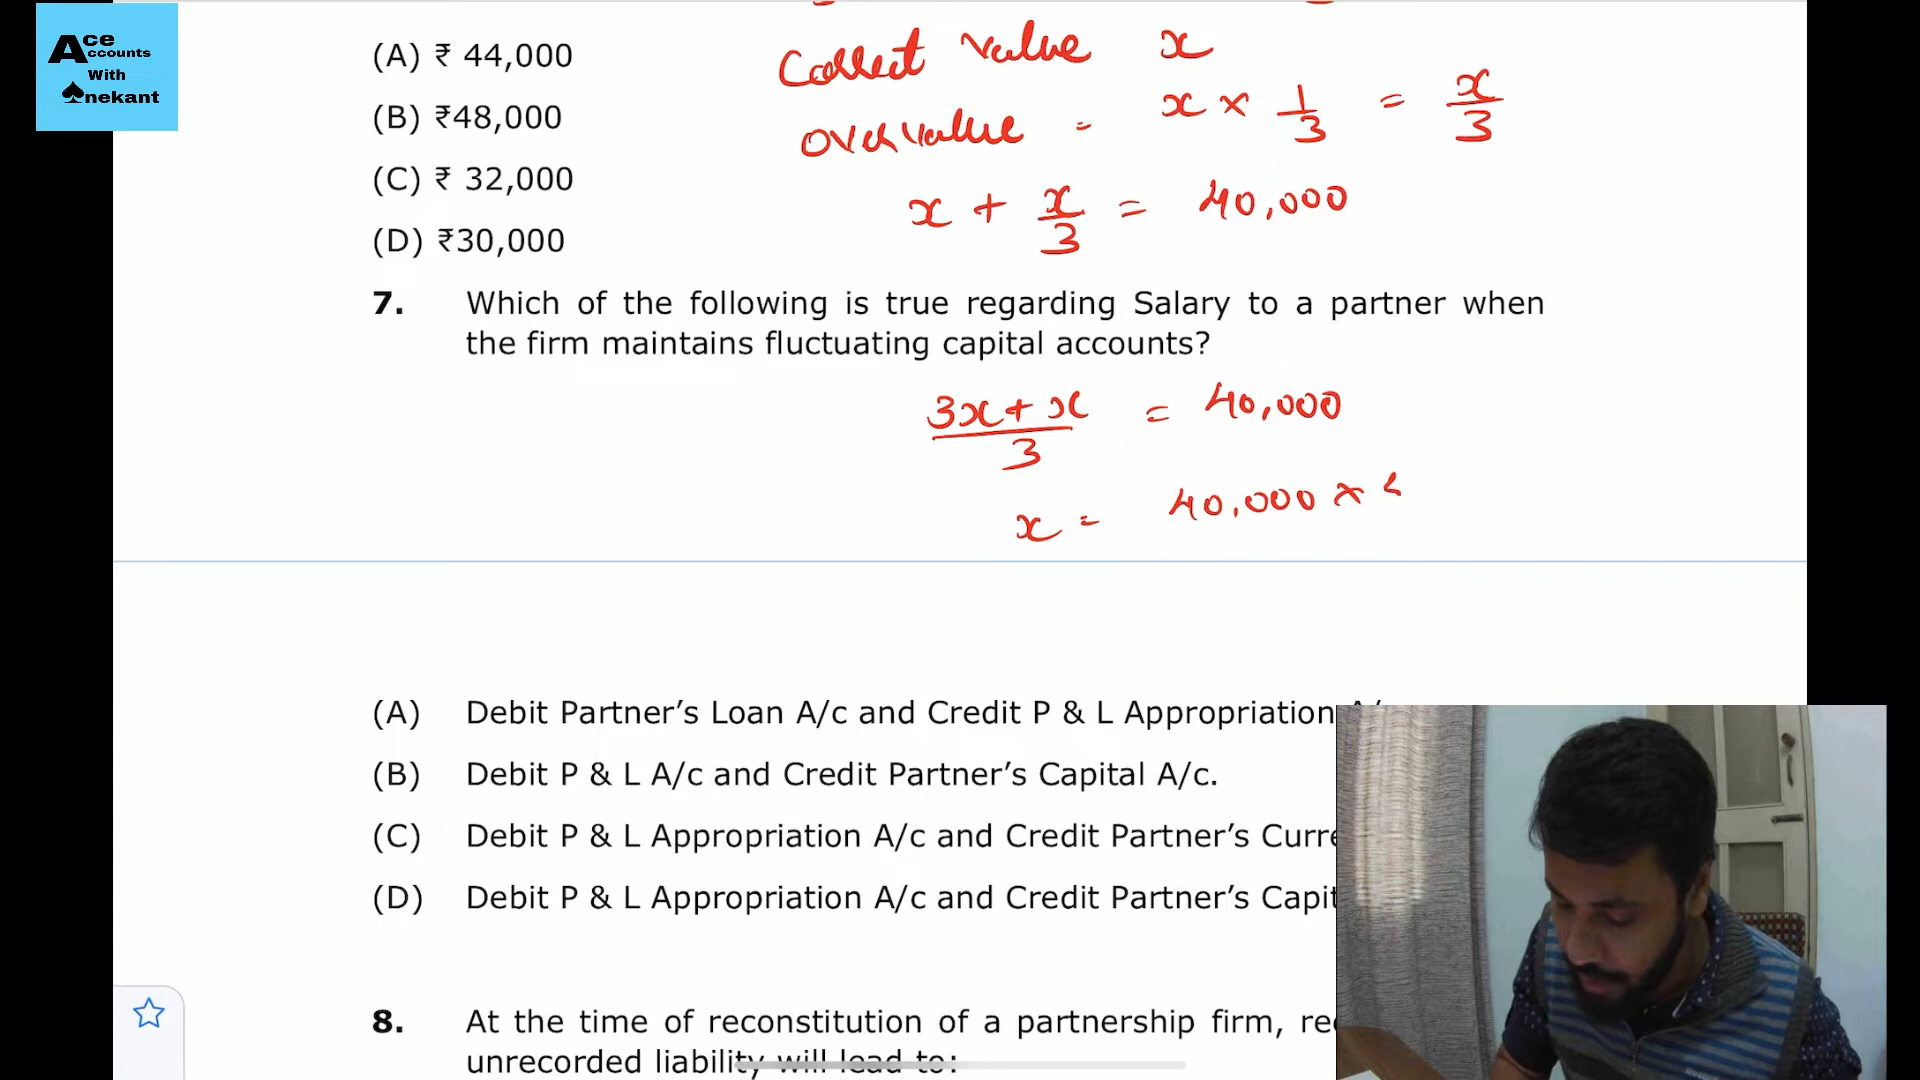 Ace
Accounts
With
Anekant
(A) ₹ 44,000
(B) ₹48,000
(C) ₹ 32,000
(D) ₹30,000
Correct value x
overvalue = x × 1/3 = x/3
x + x/3 = 40,000
7. Which of the following is true regarding Salary to a partner when
the firm maintains fluctuating capital accounts?
3x + x / 3 = 40,000
x = 40,000 ×
(A) Debit Partner’s Loan A/c and Credit P & L Appropriation
(B) Debit P & L A/c and Credit Partner’s Capital A/c.
(C) Debit P & L Appropriation A/c and Credit Partner’s Curre
(D) Debit P & L Appropriation A/c and Credit Partner’s Capit
8. At the time of reconstitution of a partnership firm, re
unrecorded liability will lead to: